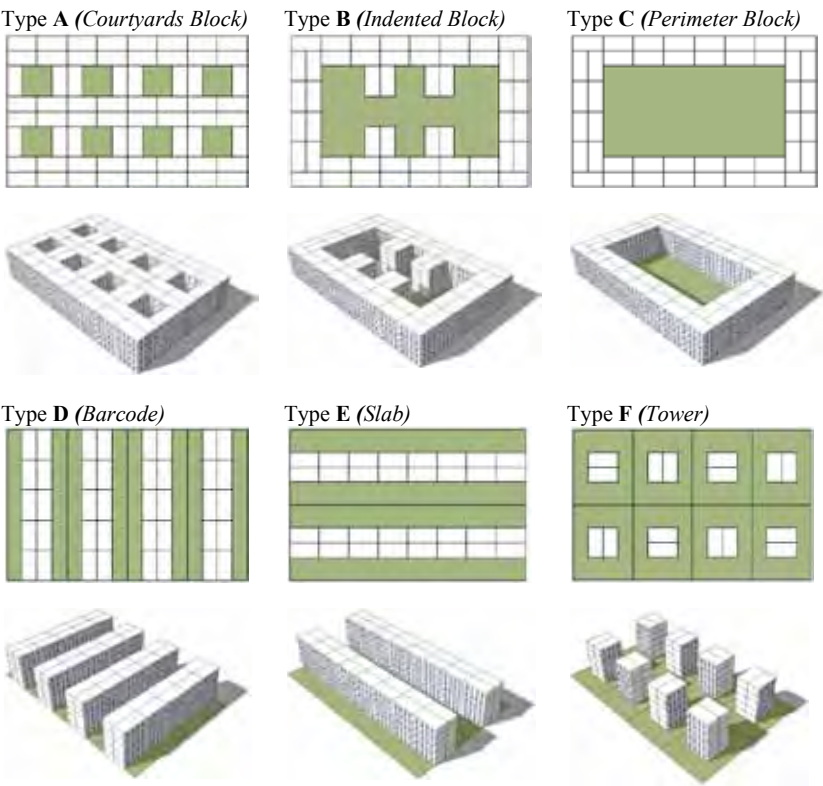 Type A (Courtyards Block)
Type B (Indented Block)
Type C (Perimeter Block)
Type D (Barcode)
Type E (Slab)
Type F (Tower)